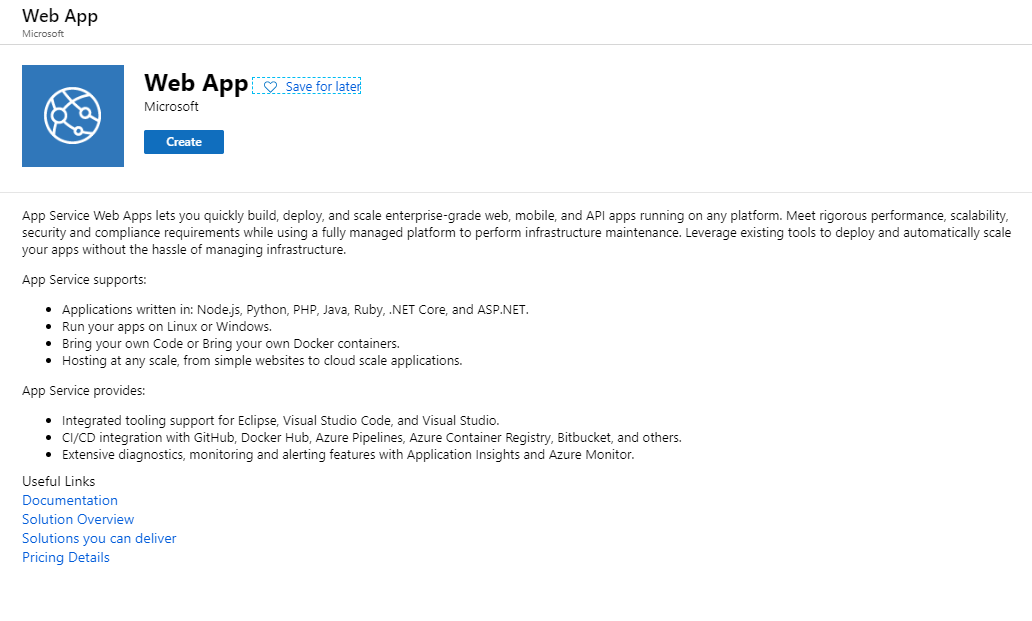 Web App
Microsoft
Web App
Save for later
Microsoft
Create
App Service Web Apps lets you quickly build, deploy, and scale enterprise-grade web, mobile, and API apps running on any platform. Meet rigorous performance, scalability,
security and compliance requirements while using a fully managed platform to perform infrastructure maintenance. Leverage existing tools to deploy and automatically scale
your apps without the hassle of managing infrastructure.
App Service supports:
• Applications written in: Node.js, Python, PHP, Java, Ruby, .NET Core, and ASP.NET.
• Run your apps on Linux or Windows.
• Bring your own Code or Bring your own Docker containers.
• Hosting at any scale, from simple websites to cloud scale applications.
App Service provides:
• Integrated tooling support for Eclipse, Visual Studio Code, and Visual Studio.
• CI/CD integration with GitHub, Docker Hub, Azure Pipelines, Azure Container Registry, Bitbucket, and others.
• Extensive diagnostics, monitoring and alerting features with Application Insights and Azure Monitor.
Useful Links
Documentation
Solution Overview
Solutions you can deliver
Pricing Details